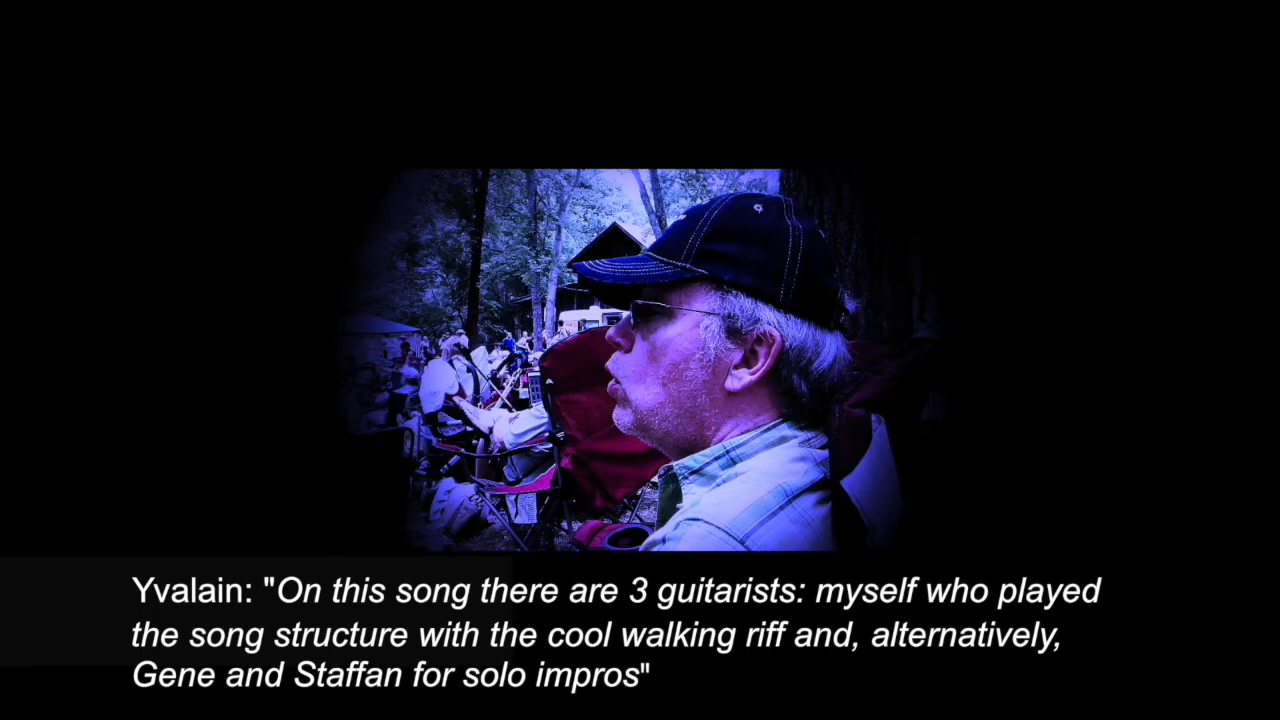 Yvalain: "On this song there are 3 guitarists: myself who played
the song structure with the cool walking riff and, alternatively,
Gene and Staffan for solo impros"